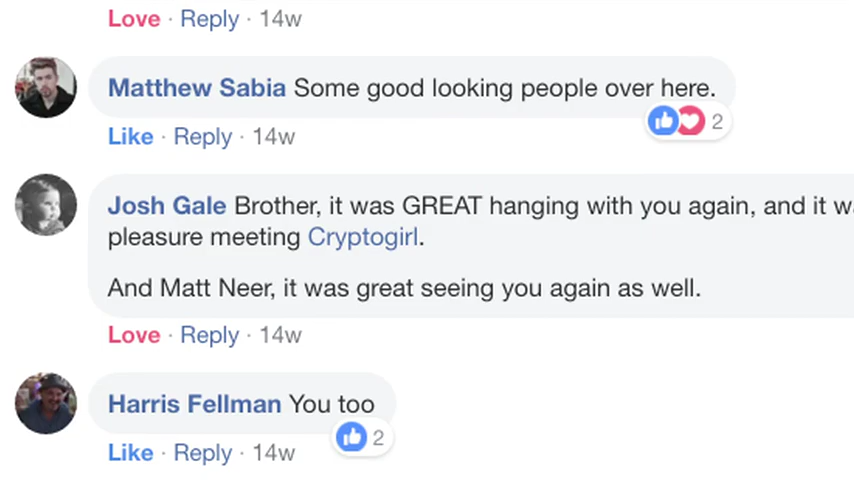 Love · Reply · 14w
Matthew Sabia Some good looking people over here.
2
Like · Reply · 14w
Josh Gale Brother, it was GREAT hanging with you again, and it
pleasure meeting Cryptogirl.
And Matt Neer, it was great seeing you again as well.
Love · Reply · 14w
Harris Fellman You too
2
Like · Reply · 14w